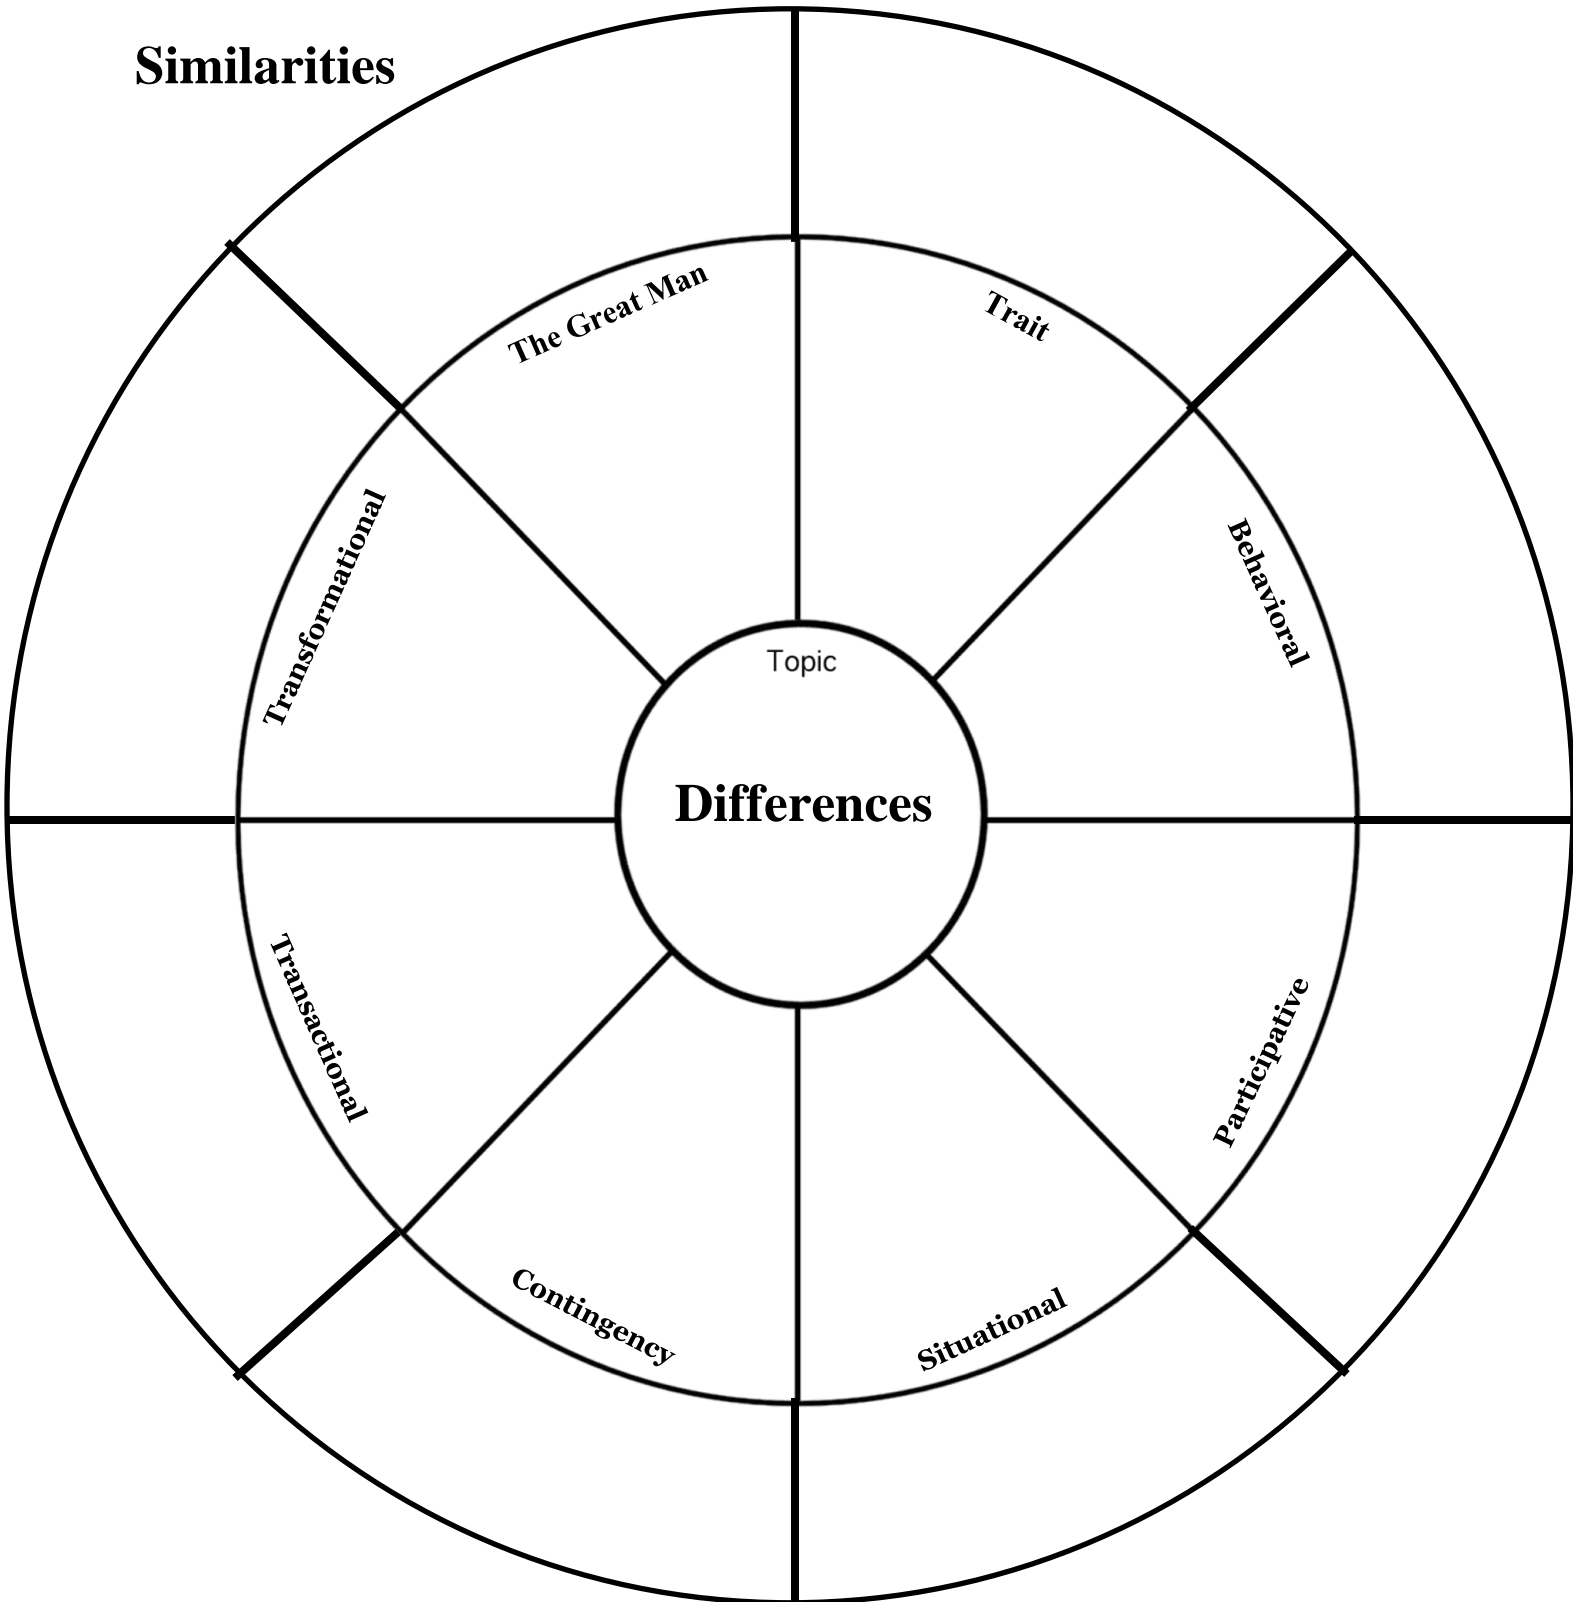 Similarities
The Great Man
Trait
Transformational
Behavioral
Topic
Differences
Transactional
Participative
Contingency
Situational